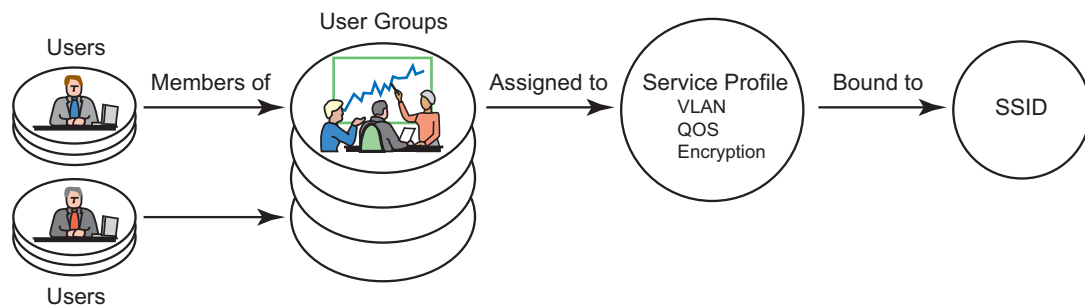 User Groups
Users
Members of
Assigned to
Service Profile
VLAN
QOS
Encryption
Bound to
SSID
Users